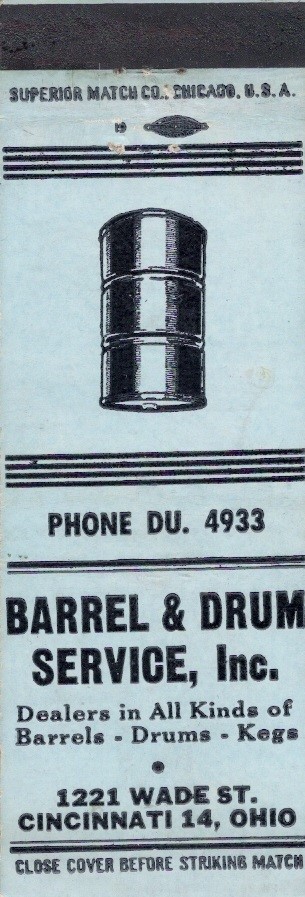 SUPERIOR MATCH CO., CHICAGO, U.S.A.
19
PHONE DU. 4933
BARREL & DRUM
SERVICE, Inc.
Dealers in All Kinds of
Barrels - Drums - Kegs
1221 WADE ST.
CINCINNATI 14, OHIO
CLOSE COVER BEFORE STRIKING MATCH